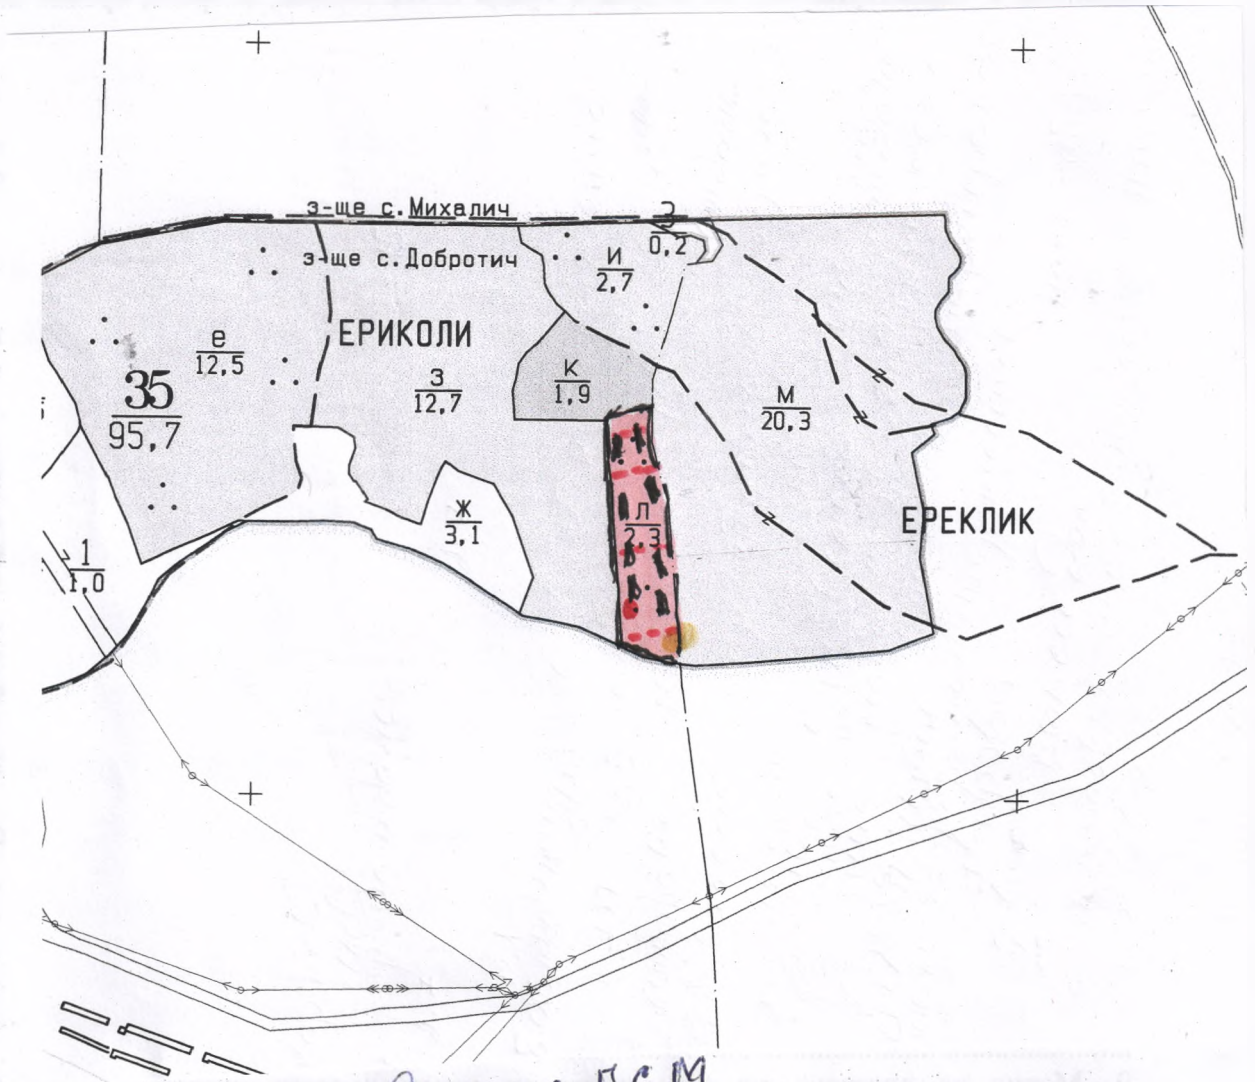 з-ще с.Михалич
з-ще с.Добротич
З
0,2
И
2,7
ЕРИКОЛИ
е
12,5
35
95,7
З
12,7
К
1,9
М
20,3
Л
2,3
Ж
3,1
ЕРЕКЛИК
1
1,0